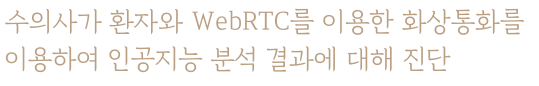 수의사가 환자와 WebRTC를 이용한 화상통화를
이용하여 인공지능 분석 결과에 대해 진단